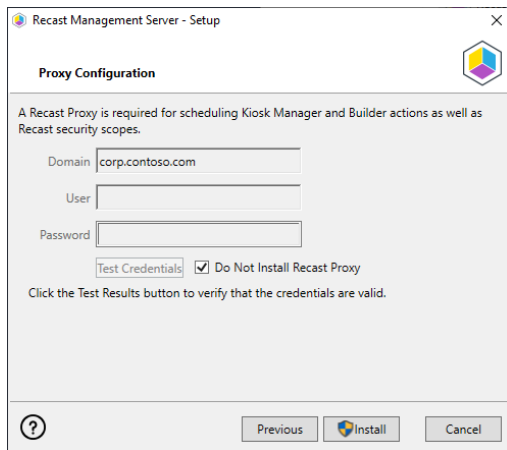 Recast Management Server - Setup
Proxy Configuration
A Recast Proxy is required for scheduling Kiosk Manager and Builder actions as well as
Recast security scopes.
Domain corp.contoso.com
User
Password
Test Credentials Do Not Install Recast Proxy
Click the Test Results button to verify that the credentials are valid.
? Previous Install Cancel